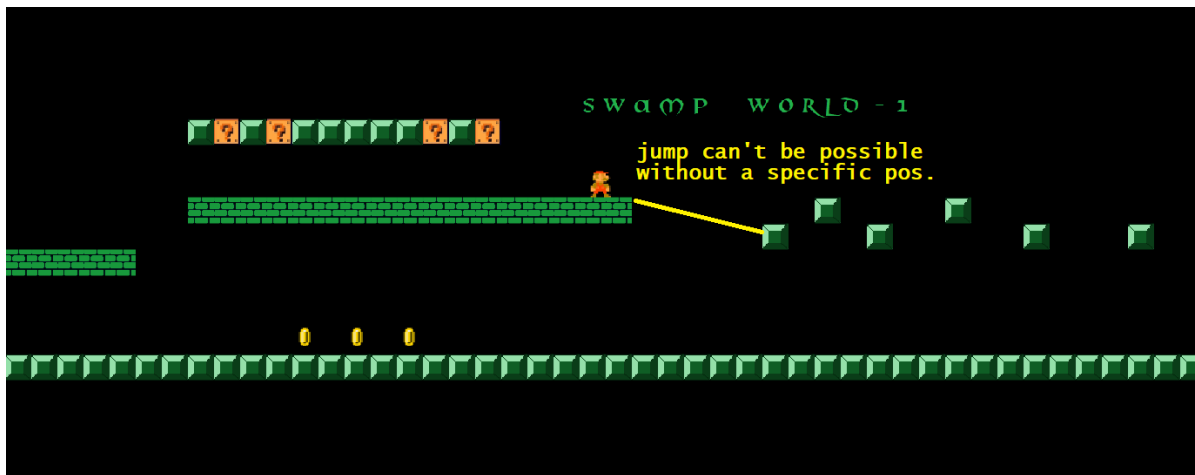 SWAMP WORLD - 1
? ? ? ?
jump can't be possible
without a specific pos.